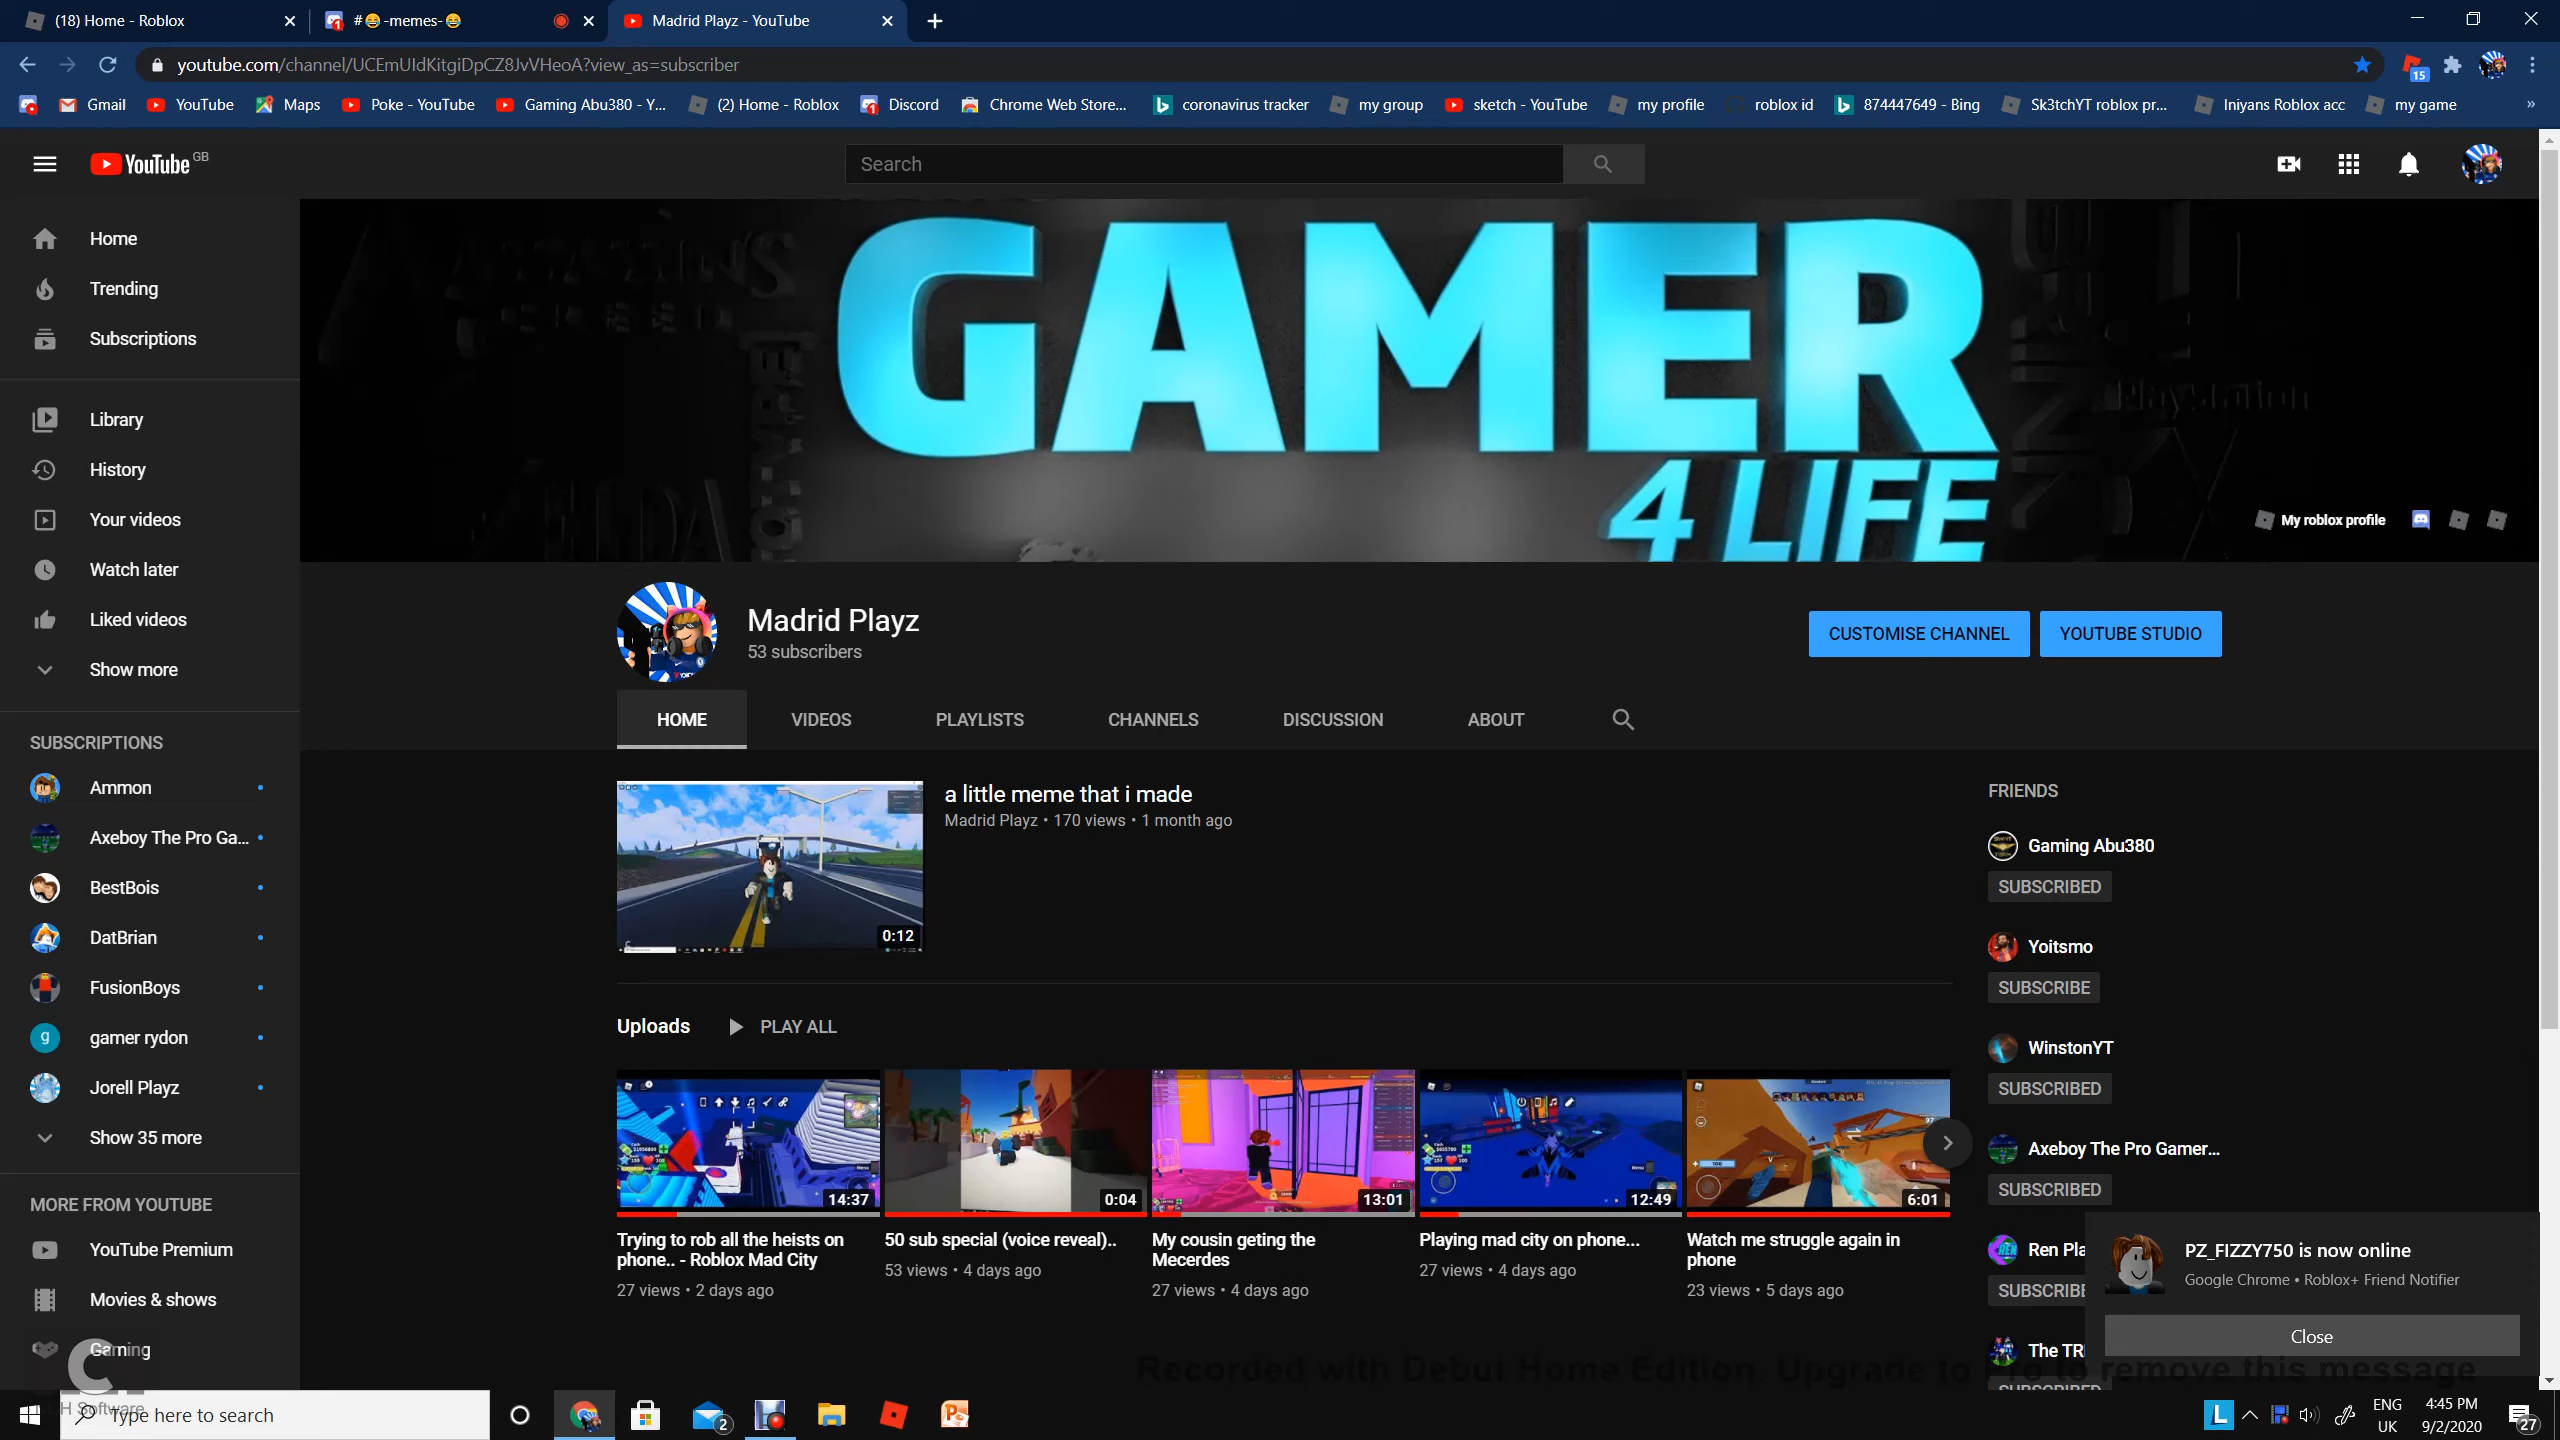 (18) Home - Roblox
#😂-memes-😂
Madrid Playz - YouTube
youtube.com/channel/UCEmUIdKitgiDpCZ8JvVHeoA?view_as=subscriber
15
Gmail
YouTube
Maps
Poke - YouTube
Gaming Abu380 - Y...
(2) Home - Roblox
Discord
Chrome Web Store...
coronavirus tracker
my group
sketch - YouTube
my profile
roblox id
874447649 - Bing
Sk3tchYT roblox pr...
Iniyans Roblox acc
my game
»
YouTube GB
Search
Home
Trending
Subscriptions
Library
History
Your videos
Watch later
Liked videos
Show more
SUBSCRIPTIONS
Ammon
Axeboy The Pro Ga...
BestBois
DatBrian
FusionBoys
gamer rydon
Jorell Playz
Show 35 more
MORE FROM YOUTUBE
YouTube Premium
Movies & shows
Gaming
GAMER
4 LIFE
PlayStation
My roblox profile
Madrid Playz
53 subscribers
CUSTOMISE CHANNEL
YOUTUBE STUDIO
HOME
VIDEOS
PLAYLISTS
CHANNELS
DISCUSSION
ABOUT
0:12
a little meme that i made
Madrid Playz • 170 views • 1 month ago
Uploads
PLAY ALL
14:37
Trying to rob all the heists on
phone.. - Roblox Mad City
27 views • 2 days ago
0:04
50 sub special (voice reveal)..
53 views • 4 days ago
13:01
My cousin geting the
Mecerdes
27 views • 4 days ago
12:49
Playing mad city on phone...
27 views • 4 days ago
6:01
Watch me struggle again in
phone
23 views • 5 days ago
FRIENDS
Gaming Abu380
SUBSCRIBED
Yoitsmo
SUBSCRIBE
WinstonYT
SUBSCRIBED
Axeboy The Pro Gamer...
SUBSCRIBED
Ren Pla
SUBSCRIBE
The TR
PZ_FIZZY750 is now online
Google Chrome • Roblox+ Friend Notifier
Close
Recorded with Debut Home Edition. Upgrade to Pro to remove this message
Software
Type here to search
2
ENG
UK
4:45 PM
9/2/2020
27